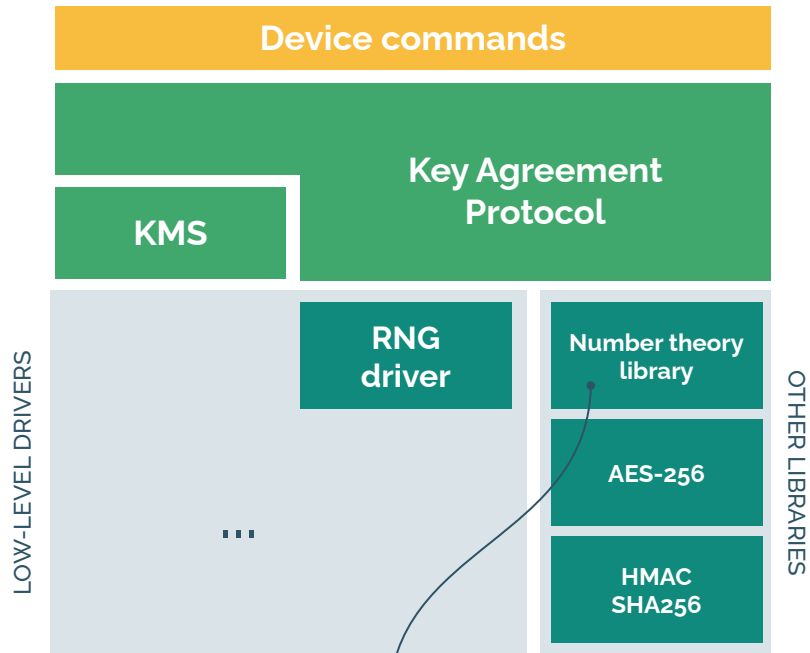 Device commands
Key Agreement
Protocol
KMS
LOW-LEVEL DRIVERS
RNG
driver
...
Number theory
library
AES-256
HMAC
SHA256
OTHER LIBRARIES